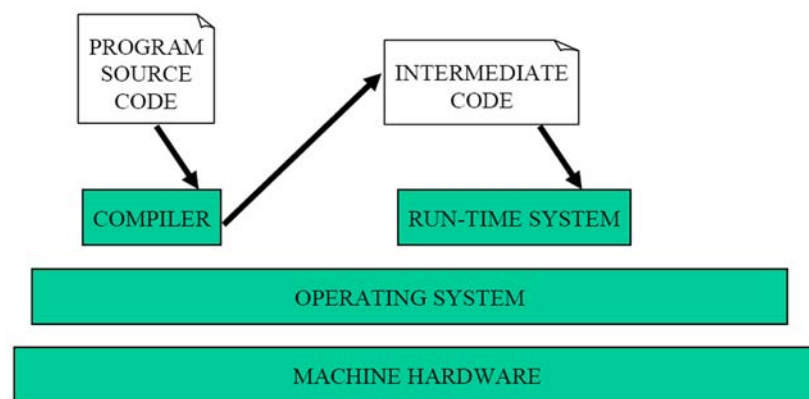 PROGRAM
SOURCE
CODE
INTERMEDIATE
CODE
COMPILER
RUN-TIME SYSTEM
OPERATING SYSTEM
MACHINE HARDWARE